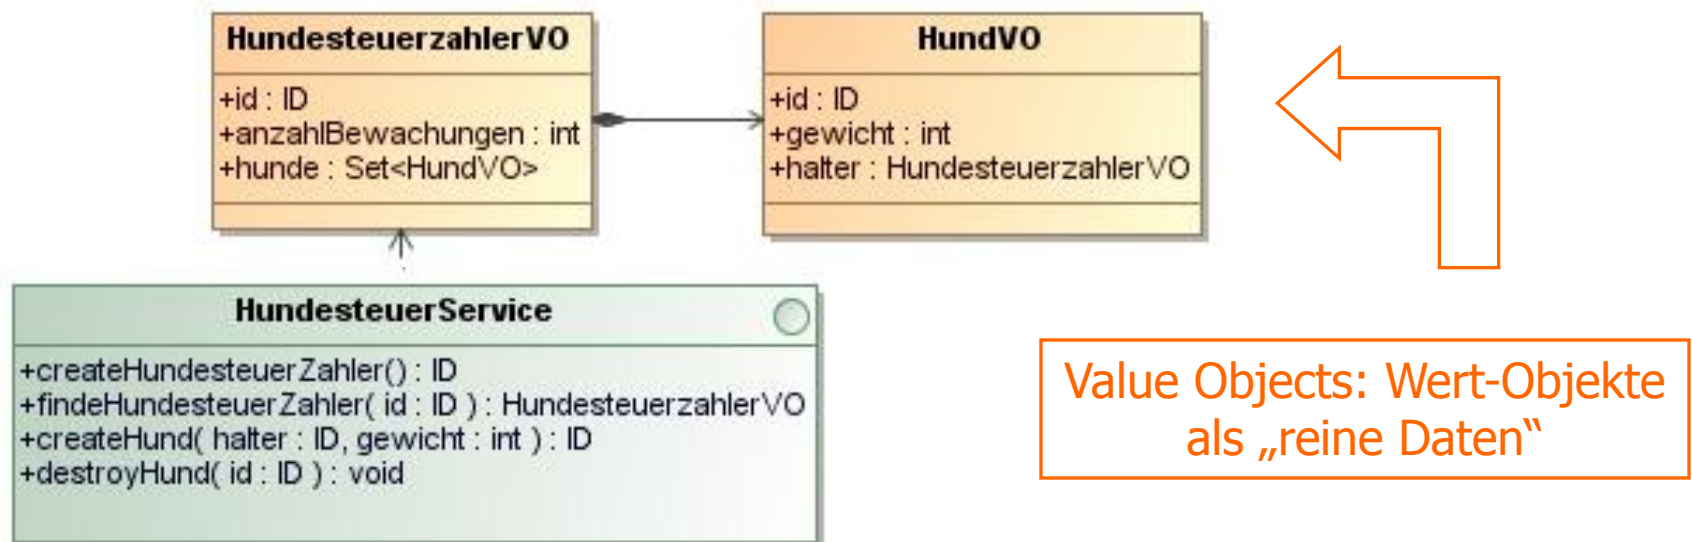 HundesteuerzahlerVO
+id : ID
+anzahlBewachungen : int
+hunde : Set<HundVO>
HundVO
+id : ID
+gewicht : int
+halter : HundesteuerzahlerVO
HundesteuerService
+createHundesteuerZahler() : ID
+findeHundesteuerZahler( id : ID ) : HundesteuerzahlerVO
+createHund( halter : ID, gewicht : int ) : ID
+destroyHund( id : ID ) : void
Value Objects: Wert-Objekte
als „reine Daten“